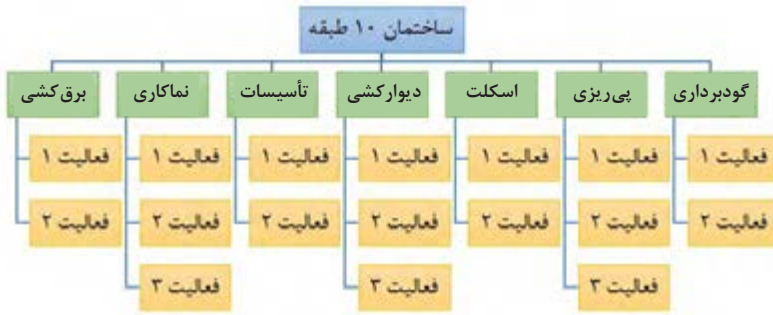 ساختمان ۱۰ طبقه
گودبرداری
پی‌ریزی
اسکلت
دیوارکشی
تأسیسات
نماکاری
برق‌کشی
فعالیت ۱
فعالیت ۱
فعالیت ۱
فعالیت ۱
فعالیت ۱
فعالیت ۱
فعالیت ۱
فعالیت ۲
فعالیت ۲
فعالیت ۲
فعالیت ۲
فعالیت ۲
فعالیت ۲
فعالیت ۲
فعالیت ۳
فعالیت ۳
فعالیت ۳